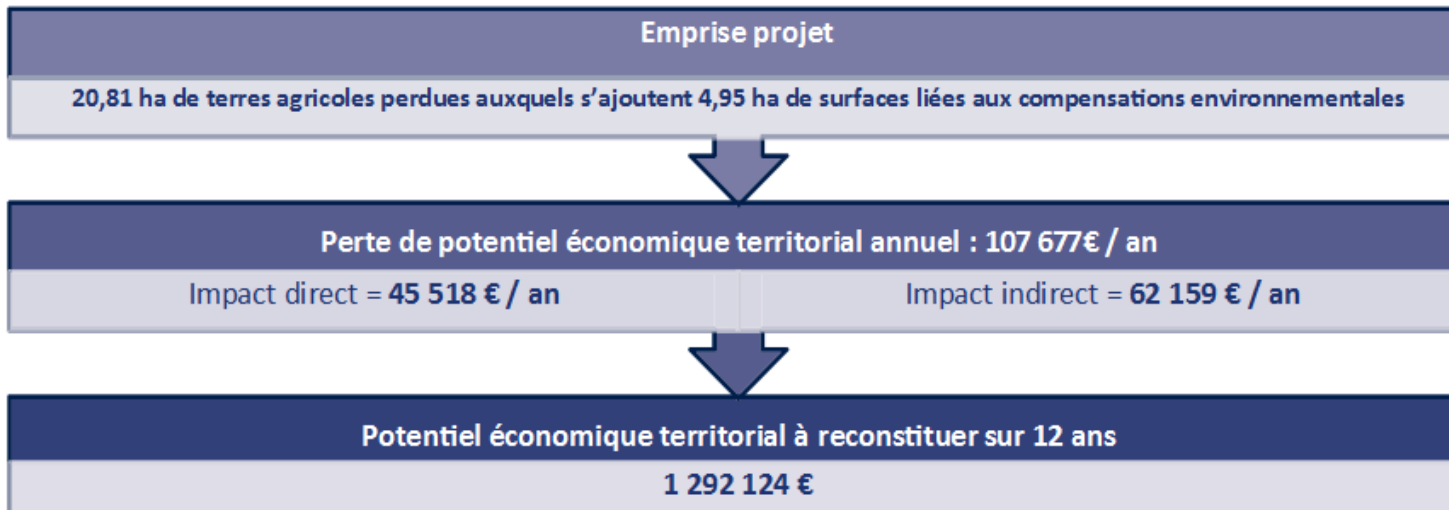 Emprise projet
20,81 ha de terres agricoles perdues auxquels s’ajoutent 4,95 ha de surfaces liées aux compensations environnementales
Perte de potentiel économique territorial annuel : 107 677€ / an
Impact direct = 45 518 € / an
Impact indirect = 62 159 € / an
Potentiel économique territorial à reconstituer sur 12 ans
1 292 124 €